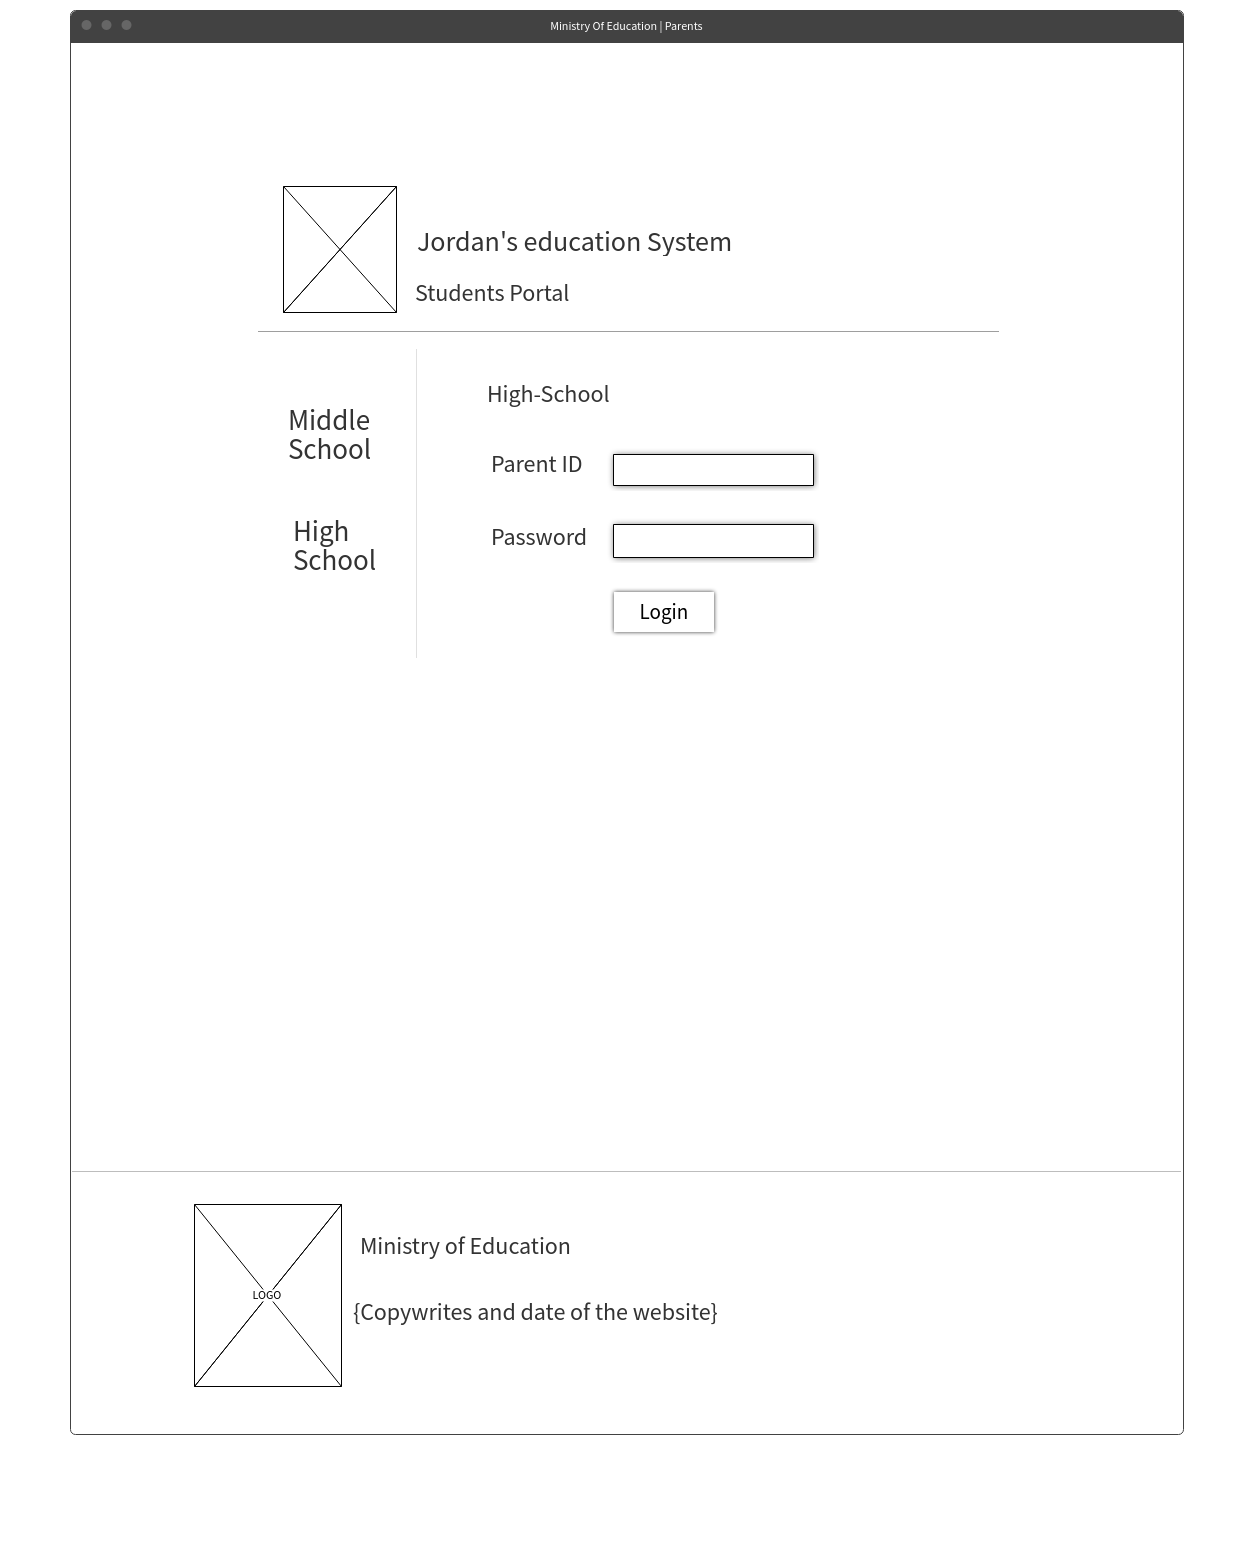 Ministry Of Education | Parents
Jordan's education System
Students Portal
Middle
School
High
School
High-School
Parent ID
Password
Login
LOGO
Ministry of Education
{Copywrites and date of the website}